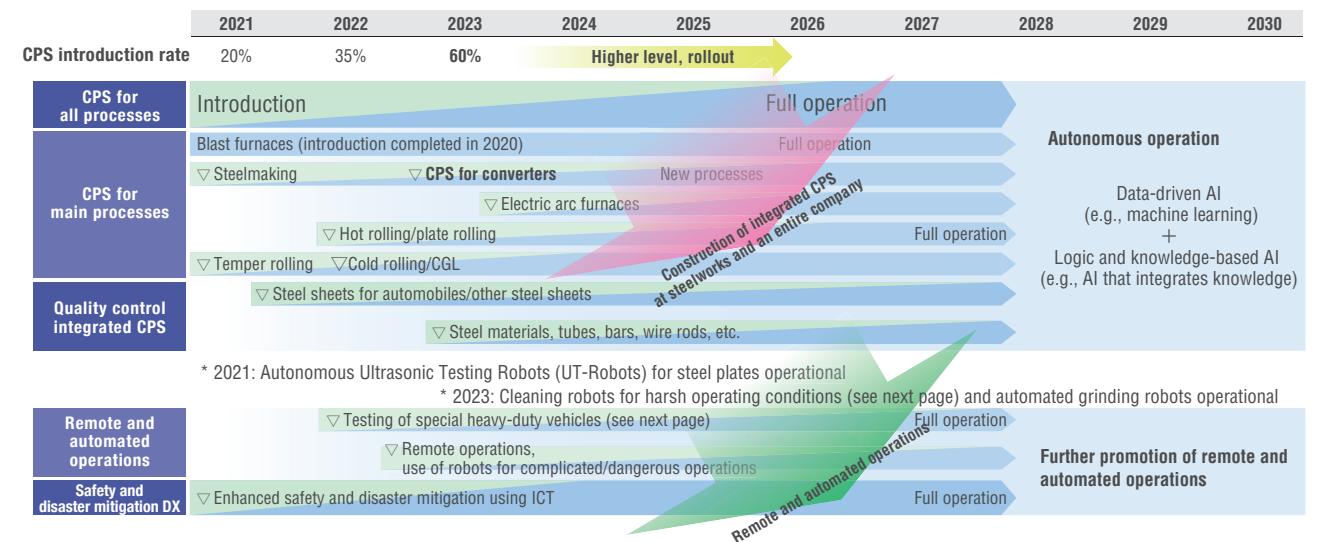 2021 2022 2023 2024 2025 2026 2027 2028 2029 2030
CPS introduction rate 20% 35% 60% Higher level, rollout
CPS for
all processes
Introduction Full operation
CPS for
main processes
Blast furnaces (introduction completed in 2020) Full operation
▽ Steelmaking ▽ CPS for converters New processes
▽ Electric arc furnaces
▽ Hot rolling/plate rolling Full operation
▽ Temper rolling ▽Cold rolling/CGL
Construction of integrated CPS
at steelworks and an entire company
Quality control
integrated CPS
▽ Steel sheets for automobiles/other steel sheets
▽ Steel materials, tubes, bars, wire rods, etc.
Autonomous operation
Data-driven AI
(e.g., machine learning)
+
Logic and knowledge-based AI
(e.g., AI that integrates knowledge)
* 2021: Autonomous Ultrasonic Testing Robots (UT-Robots) for steel plates operational
* 2023: Cleaning robots for harsh operating conditions (see next page) and automated grinding robots operational
Remote and
automated
operations
▽ Testing of special heavy-duty vehicles (see next page) Full operation
▽ Remote operations,
use of robots for complicated/dangerous operations
Safety and
disaster mitigation DX
▽ Enhanced safety and disaster mitigation using ICT Full operation
Remote and automated operations
Further promotion of remote and
automated operations